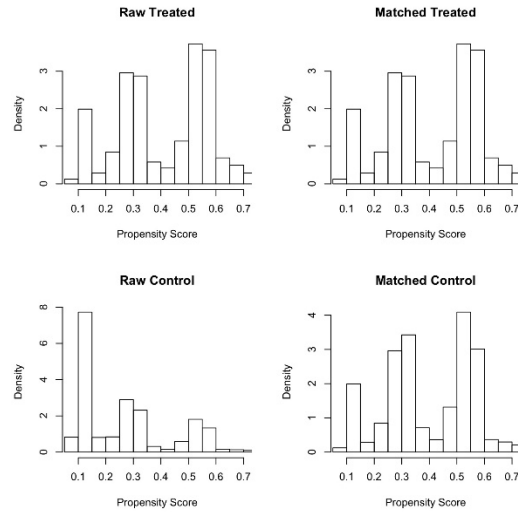 Raw Treated
Density
0 1 2 3
0.1 0.2 0.3 0.4 0.5 0.6 0.7
Propensity Score
Matched Treated
Density
0 1 2 3
0.1 0.2 0.3 0.4 0.5 0.6 0.7
Propensity Score
Raw Control
Density
0 2 4 6 8
0.1 0.2 0.3 0.4 0.5 0.6 0.7
Propensity Score
Matched Control
Density
0 1 2 3 4
0.1 0.2 0.3 0.4 0.5 0.6 0.7
Propensity Score